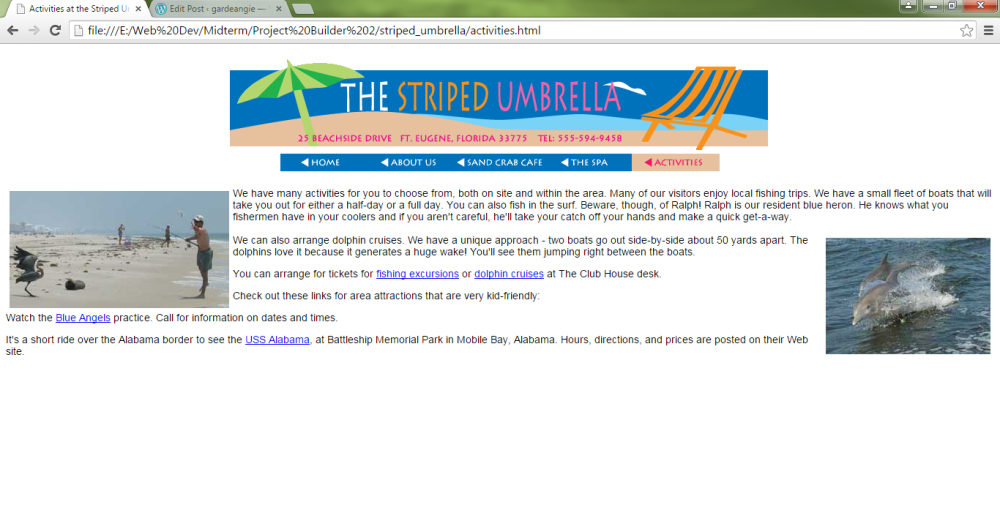 Activities at the Striped U
Edit Post ‹ gardeangie —
file:///E:/Web%20Dev/Midterm/Project%20Builder%202/striped_umbrella/activities.html
THE STRIPED UMBRELLA
25 BEACHSIDE DRIVE FT. EUGENE, FLORIDA 33775 TEL: 555-594-9458
HOME ABOUT US SAND CRAB CAFE THE SPA ACTIVITIES
We have many activities for you to choose from, both on site and within the area. Many of our visitors enjoy local fishing trips. We have a small fleet of boats that will
take you out for either a half-day or a full day. You can also fish in the surf. Beware, though, of Ralph! Ralph is our resident blue heron. He knows what you
fishermen have in your coolers and if you aren't careful, he'll take your catch off your hands and make a quick get-a-way.
We can also arrange dolphin cruises. We have a unique approach - two boats go out side-by-side about 50 yards apart. The
dolphins love it because it generates a huge wake! You'll see them jumping right between the boats.
You can arrange for tickets for fishing excursions or dolphin cruises at The Club House desk.
Check out these links for area attractions that are very kid-friendly:
Watch the Blue Angels practice. Call for information on dates and times.
It's a short ride over the Alabama border to see the USS Alabama, at Battleship Memorial Park in Mobile Bay, Alabama. Hours, directions, and prices are posted on their Web
site.